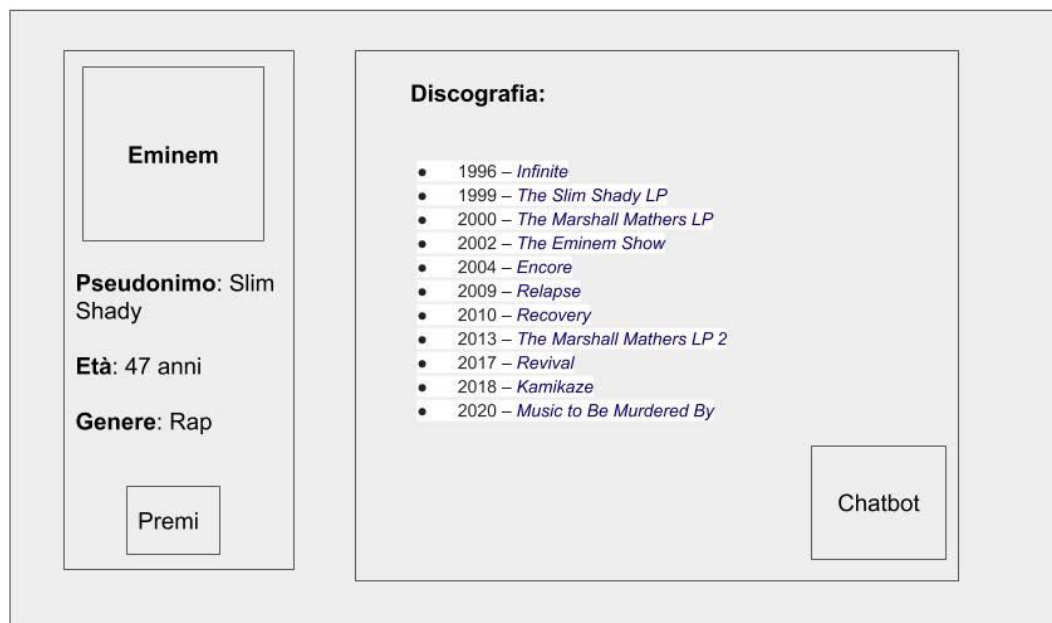 Eminem
Pseudonimo: Slim
Shady
Età: 47 anni
Genere: Rap
Premi
Discografia:
● 1996 – Infinite
● 1999 – The Slim Shady LP
● 2000 – The Marshall Mathers LP
● 2002 – The Eminem Show
● 2004 – Encore
● 2009 – Relapse
● 2010 – Recovery
● 2013 – The Marshall Mathers LP 2
● 2017 – Revival
● 2018 – Kamikaze
● 2020 – Music to Be Murdered By
Chatbot